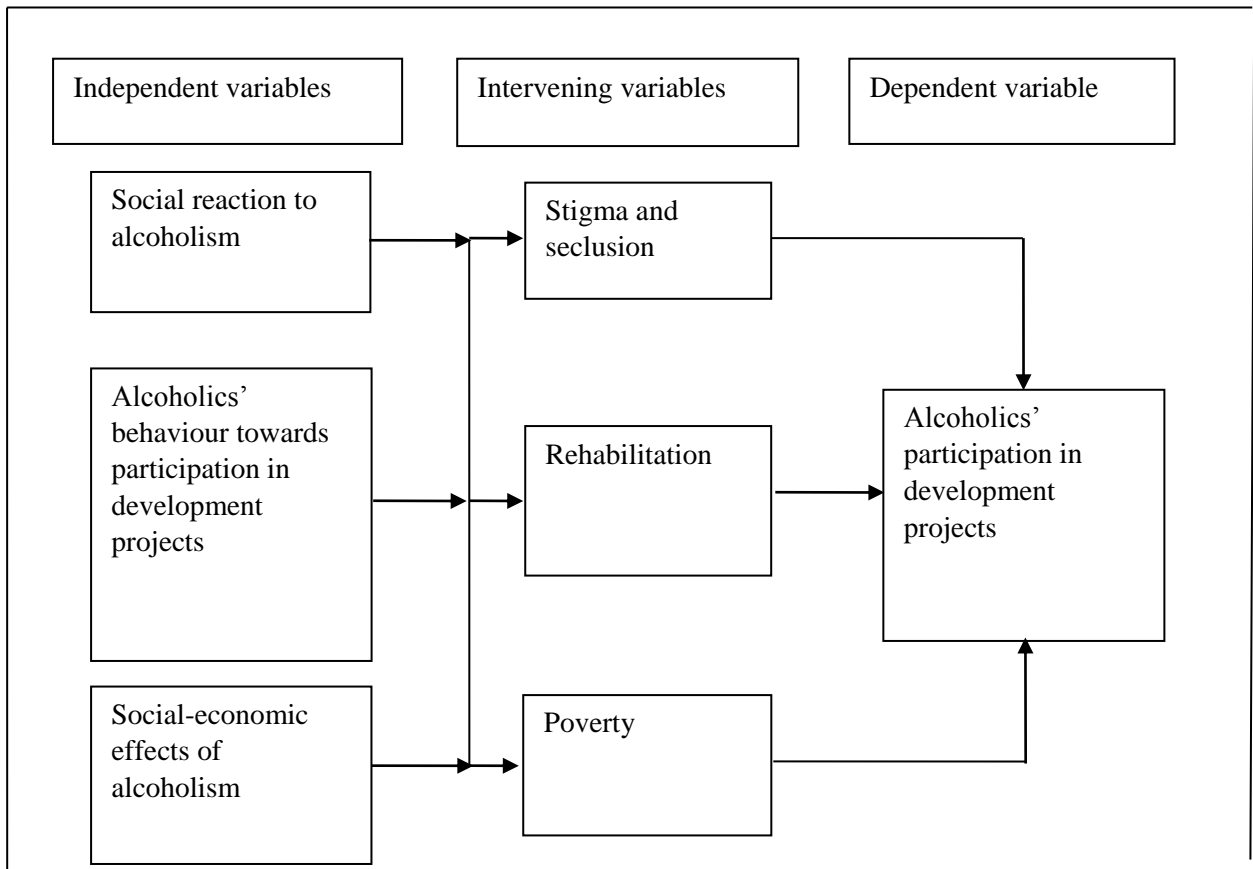 Independent variables
Intervening variables
Dependent variable
Social reaction to
alcoholism
Stigma and
seclusion
Alcoholics’
behaviour towards
participation in
development
projects
Rehabilitation
Alcoholics’
participation in
development
projects
Social-economic
effects of
alcoholism
Poverty